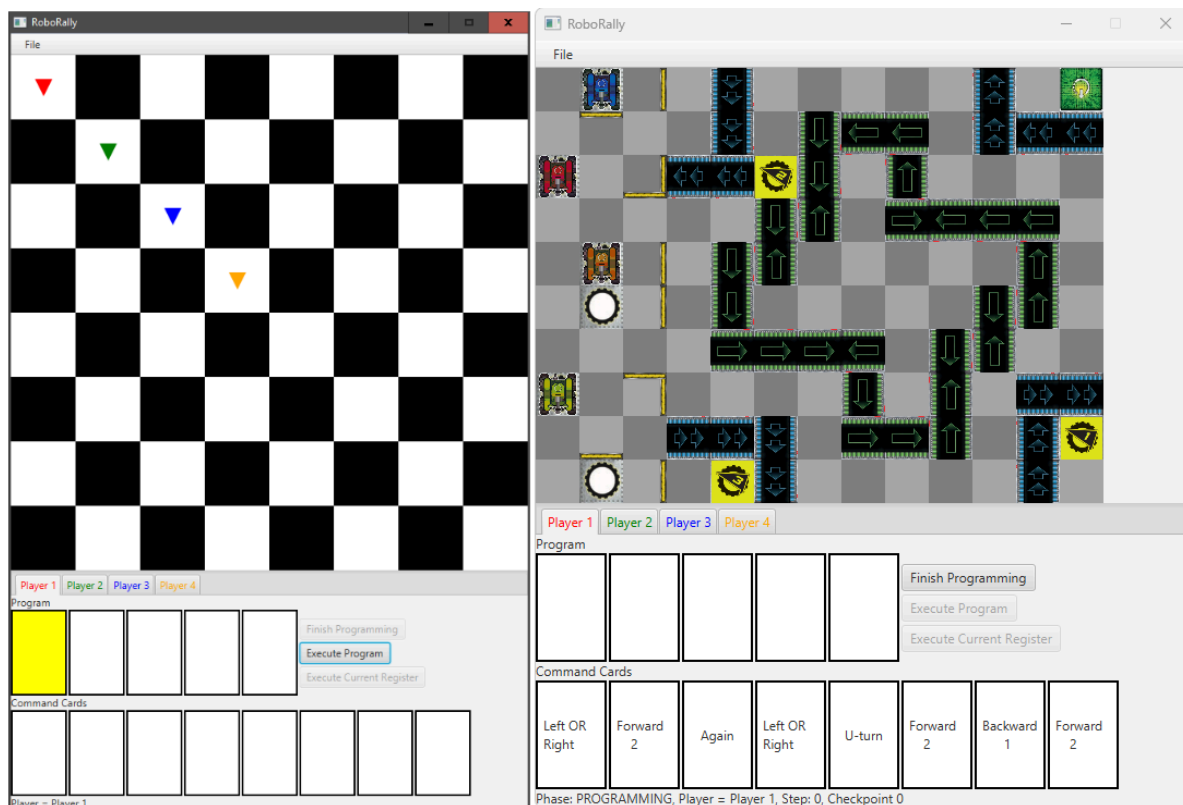 RoboRally
File
Player 1 Player 2 Player 3 Player 4
Program
Finish Programming
Execute Program
Execute Current Register
Command Cards
Player = Player 1
RoboRally
File
Player 1 Player 2 Player 3 Player 4
Program
Finish Programming
Execute Program
Execute Current Register
Command Cards
Left OR Forward Again Left OR U-turn Forward Backward Forward
Right 2 Right 2 1 2
Phase: PROGRAMMING, Player = Player 1, Step: 0, Checkpoint 0